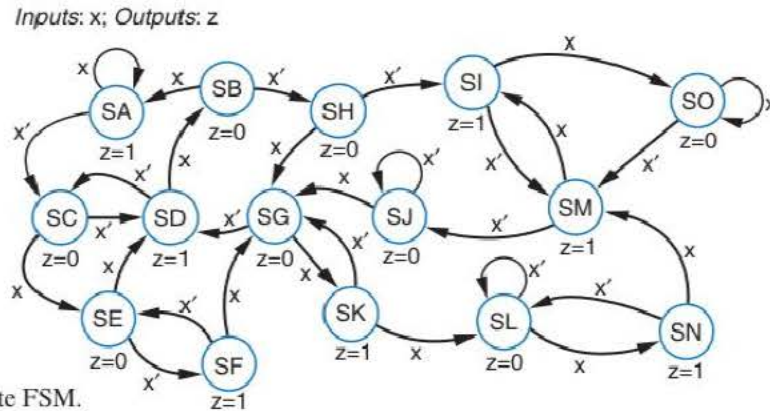 Inputs: x; Outputs: z
x
x
x'
x'
x
SI
SO
x
SA
SB
SH
z=1
z=0
x'
z=1
z=0
x
z=0
x'
x
x'
x
x
x'
x'
SC
x'
SD
x'
SG
x
SJ
x'
SM
z=0
z=1
z=0
z=0
z=1
x
x
x
x'
x'
x
SE
x'
x
SK
x
SL
x'
SN
z=0
x'
SF
z=1
z=0
x
z=1
te FSM.
z=1